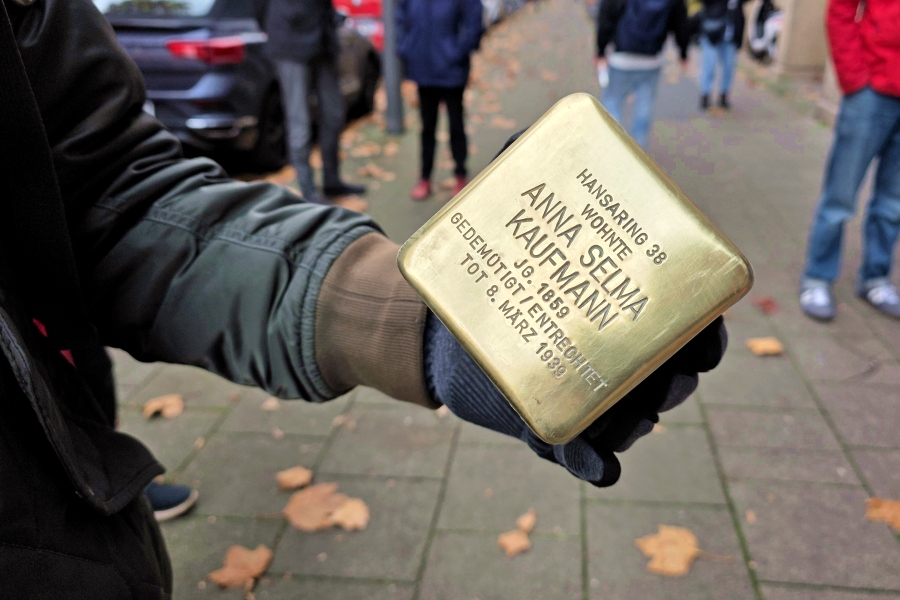 HANSARING 38
WOHNTE
ANNA SELMA
KAUFMANN
JG. 1859
GEDEMÜTIGT / ENTRECHTET
TOT 8. MÄRZ 1939